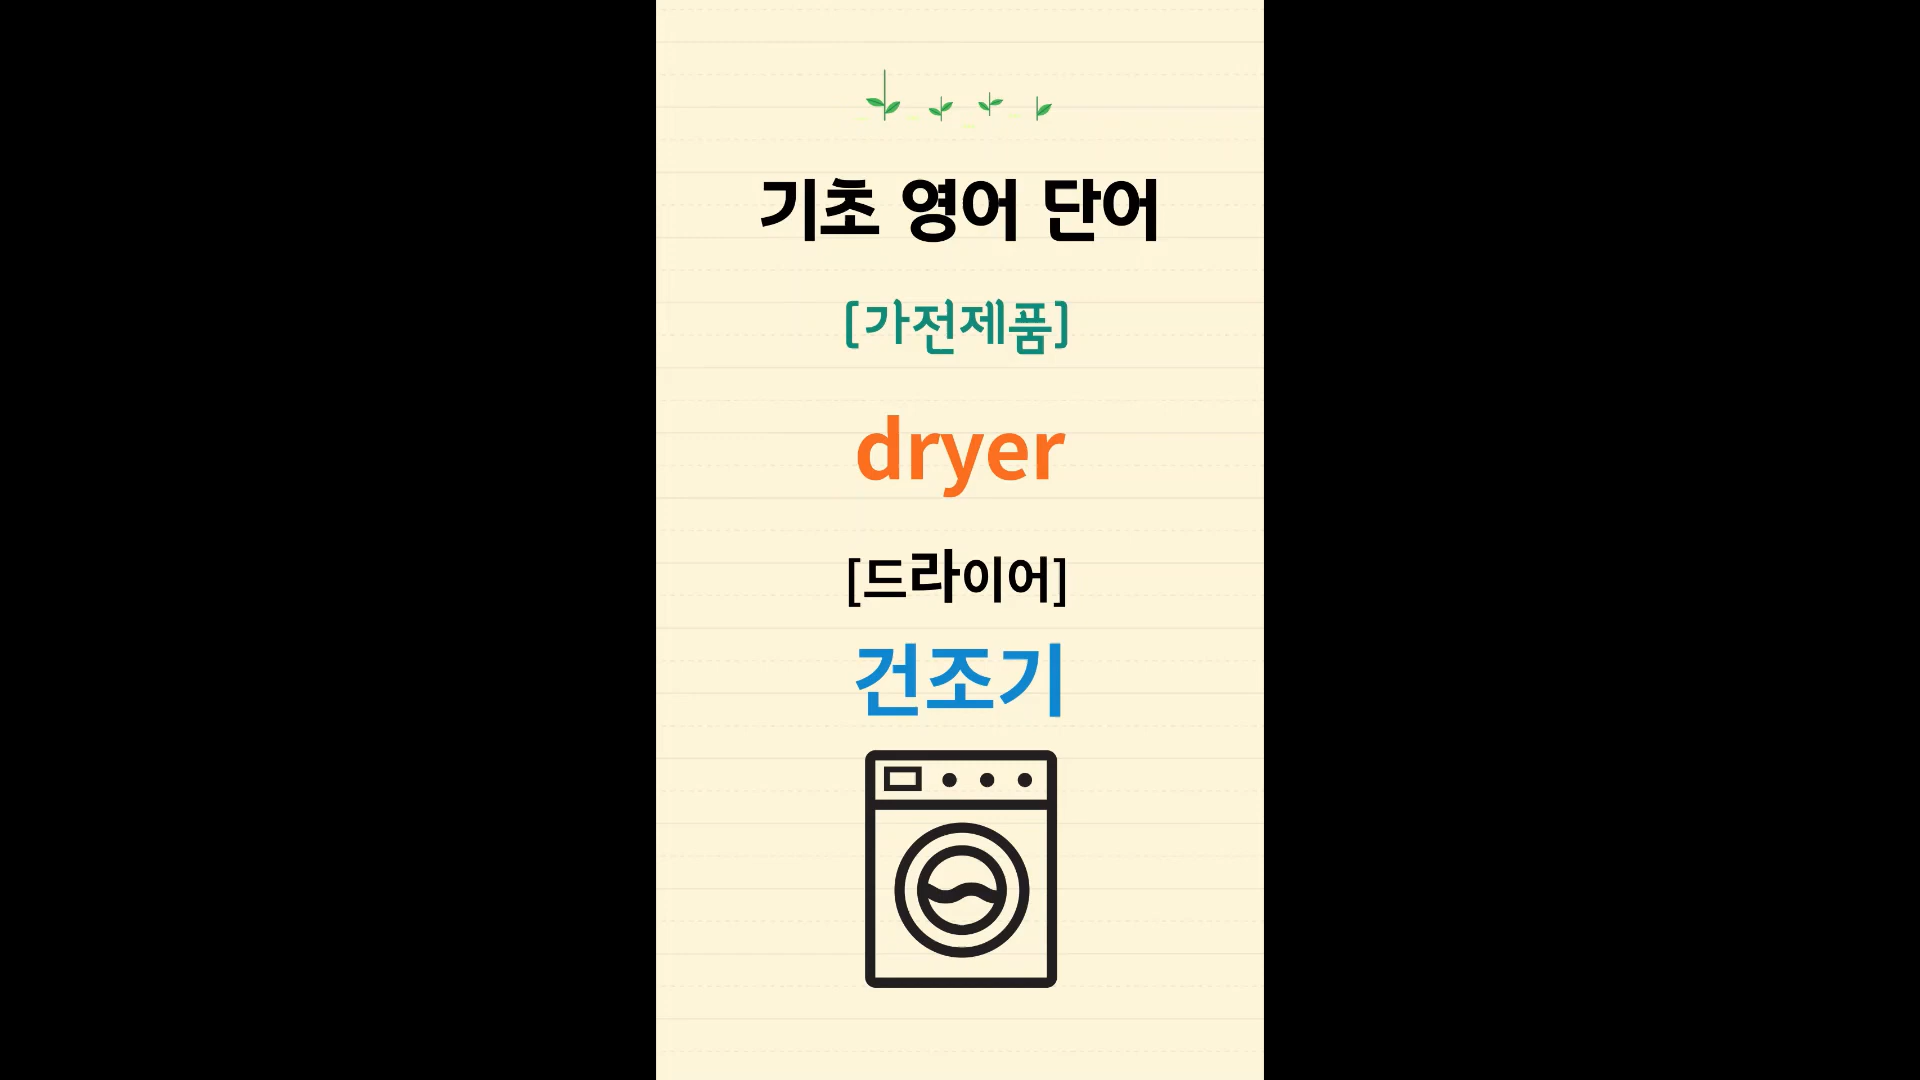 기초 영어 단어
[가전제품]
dryer
[드라이어]
건조기